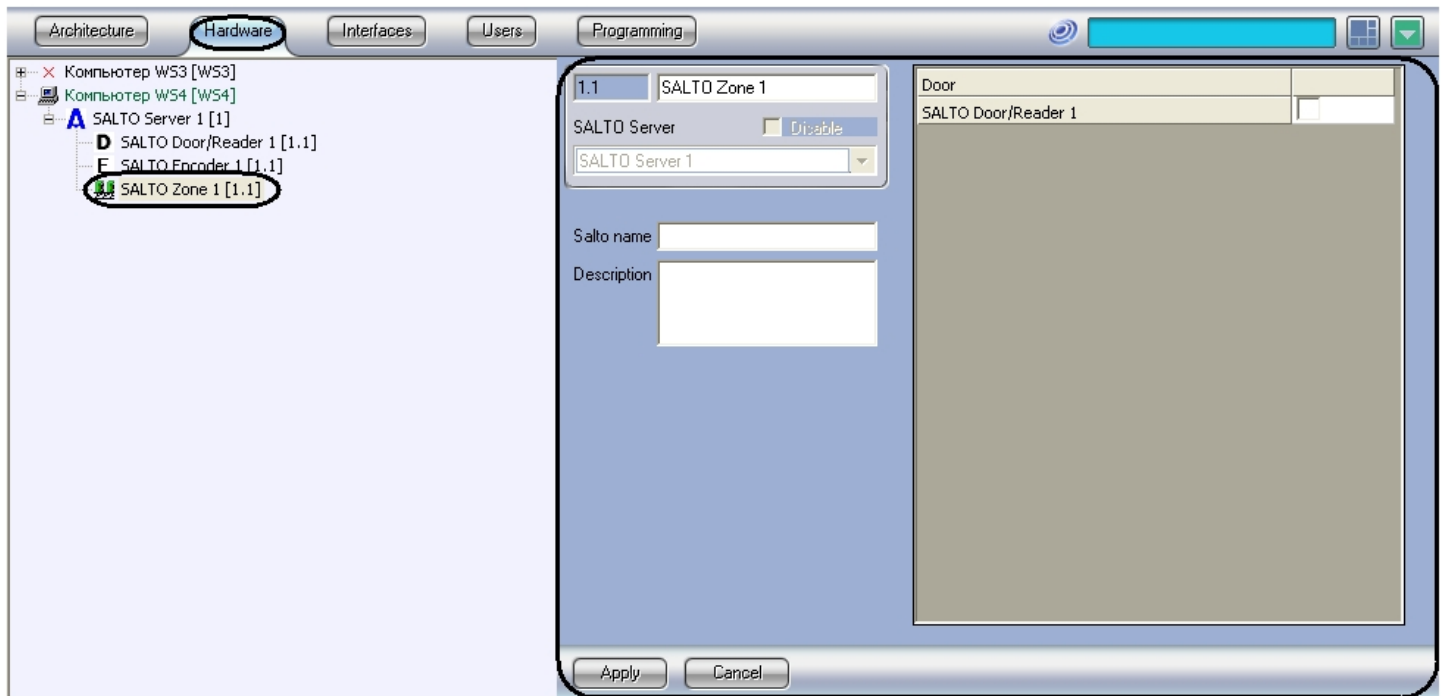 Architecture Hardware Interfaces Users Programming
Компьютер WS3 [WS3]
Компьютер WS4 [WS4]
A SALTO Server 1 [1]
D SALTO Door/Reader 1 [1.1]
E SALTO Encoder 1 [1.1]
SALTO Zone 1 [1.1]
1.1 SALTO Zone 1
SALTO Server Disable
SALTO Server 1
Salto name
Description
Door
SALTO Door/Reader 1
Apply Cancel